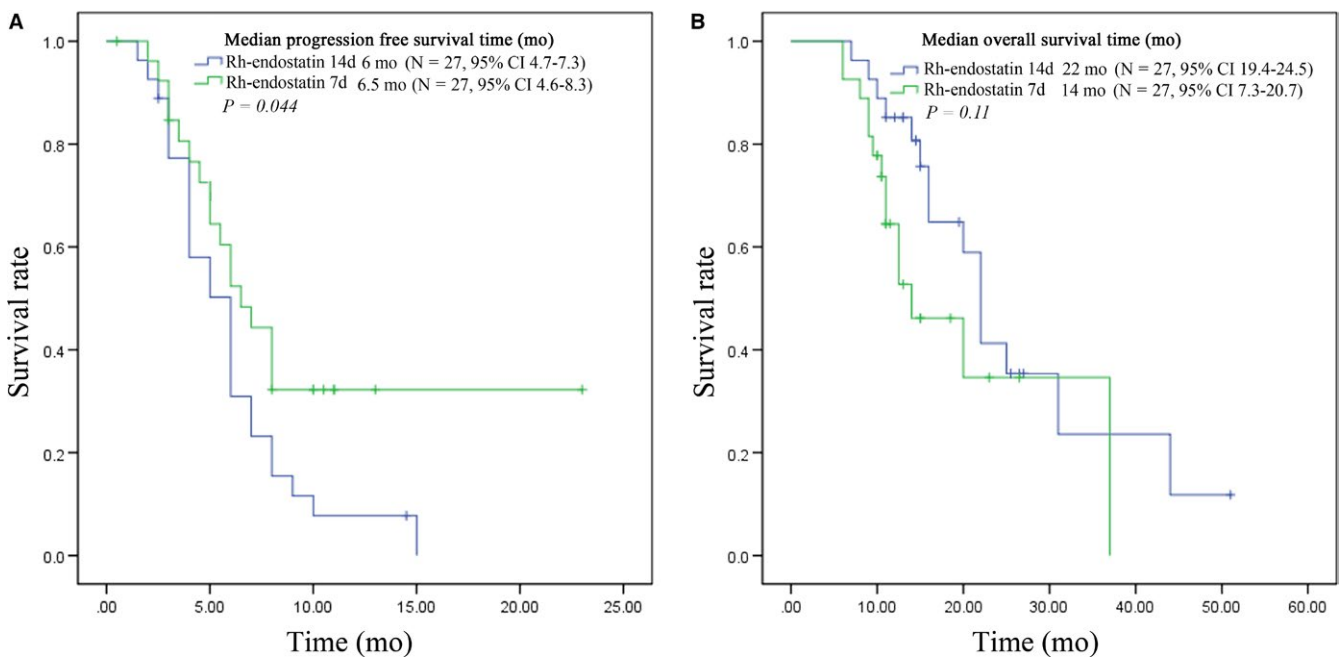 A
Median progression free survival time (mo)
Rh-endostatin 14d 6 mo (N = 27, 95% CI 4.7-7.3)
Rh-endostatin 7d 6.5 mo (N = 27, 95% CI 4.6-8.3)
P = 0.044
1.0
0.8
0.6
0.4
0.2
0.0
Survival rate
.00 5.00 10.00 15.00 20.00 25.00
Time (mo)
B
Median overall survival time (mo)
Rh-endostatin 14d 22 mo (N = 27, 95% CI 19.4-24.5)
Rh-endostatin 7d 14 mo (N = 27, 95% CI 7.3-20.7)
P = 0.11
1.0
0.8
0.6
0.4
0.2
0.0
Survival rate
.00 10.00 20.00 30.00 40.00 50.00 60.00
Time (mo)